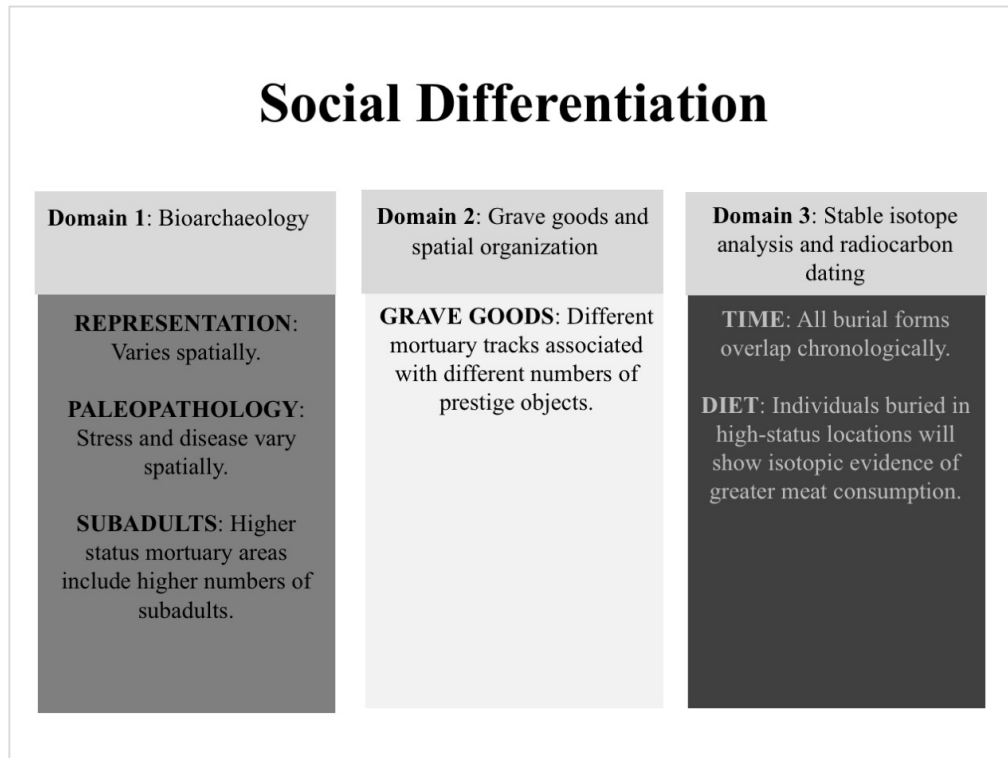 Social Differentiation
Domain 1: Bioarchaeology
REPRESENTATION:
Varies spatially.
PALEOPATHOLOGY:
Stress and disease vary
spatially.
SUBADULTS: Higher
status mortuary areas
include higher numbers of
subadults.
Domain 2: Grave goods and
spatial organization
GRAVE GOODS: Different
mortuary tracks associated
with different numbers of
prestige objects.
Domain 3: Stable isotope
analysis and radiocarbon
dating
TIME: All burial forms
overlap chronologically.
DIET: Individuals buried in
high-status locations will
show isotopic evidence of
greater meat consumption.